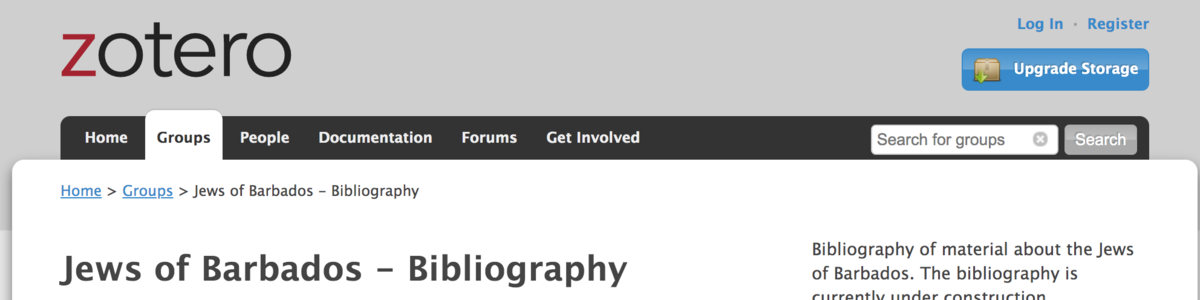 zotero
Log In · Register
Upgrade Storage
Home Groups People Documentation Forums Get Involved
Search for groups
Search
Home > Groups > Jews of Barbados – Bibliography
Jews of Barbados – Bibliography
Bibliography of material about the Jews
of Barbados. The bibliography is
currently under construction